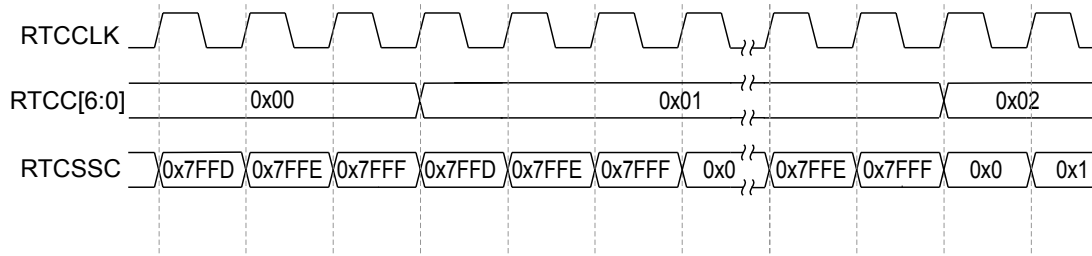 RTCCLK
RTCC[6:0] 0x00 0x01 0x02
RTCSSC 0x7FFD 0x7FFE 0x7FFF 0x7FFD 0x7FFE 0x7FFF 0x0 0x7FFE 0x7FFF 0x0 0x1